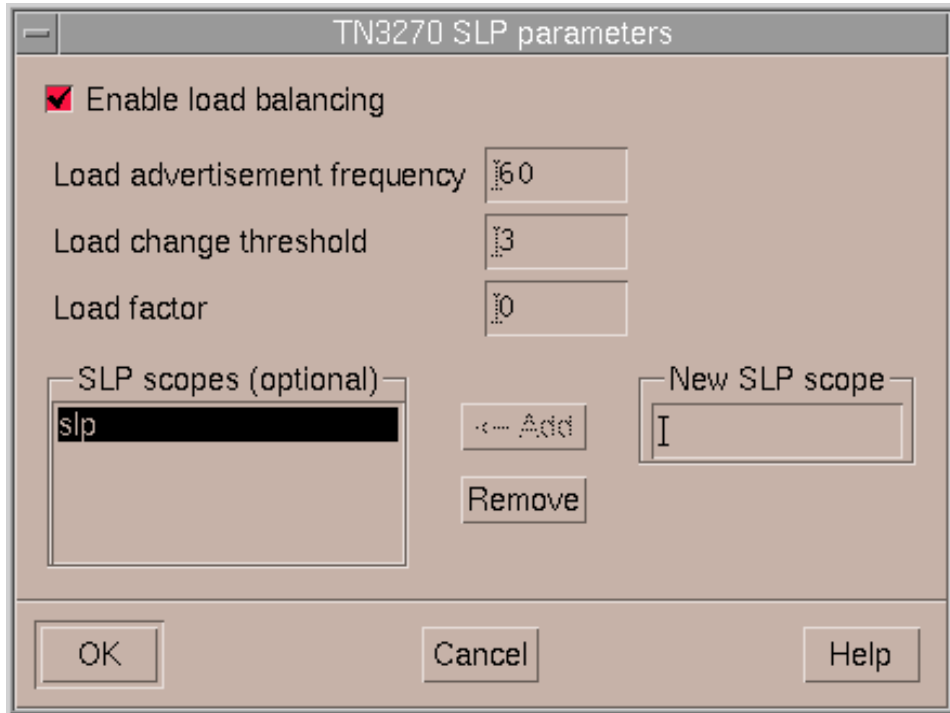 TN3270 SLP parameters
Enable load balancing
Load advertisement frequency 60
Load change threshold 3
Load factor 0
SLP scopes (optional)
New SLP scope
slp
<-- Add
Remove
OK Cancel Help